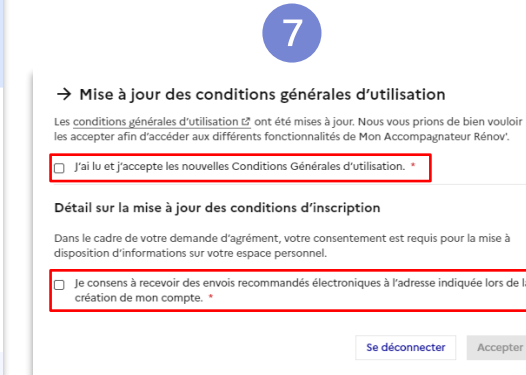 7
→ Mise à jour des conditions générales d'utilisation
Les conditions générales d'utilisation ont été mises à jour. Nous vous prions de bien vouloir
les accepter afin d'accéder aux différents fonctionnalités de Mon Accompagnateur Rénov'.
J'ai lu et j'accepte les nouvelles Conditions Générales d'utilisation. *
Détail sur la mise à jour des conditions d'inscription
Dans le cadre de votre demande d'agrément, votre consentement est requis pour la mise à
disposition d'informations sur votre espace personnel.
Je consens à recevoir des envois recommandés électroniques à l'adresse indiquée lors de la
création de mon compte. *
Se déconnecter Accepter